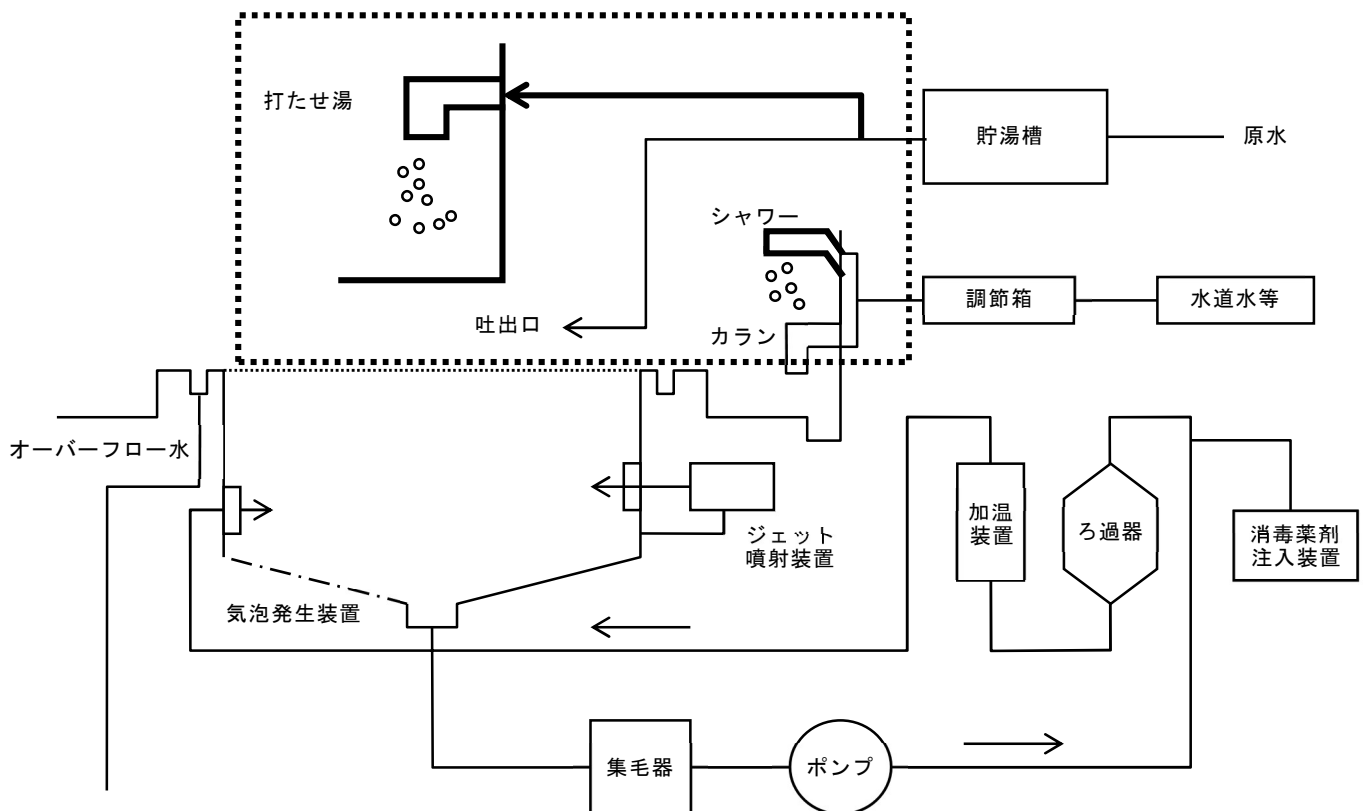 打たせ湯
貯湯槽
原水
シャワー
調節箱
水道水等
吐出口
カラン
オーバーフロー水
ジェット
噴射装置
加温
装置
ろ過器
消毒薬剤
注入装置
気泡発生装置
集毛器
ポンプ